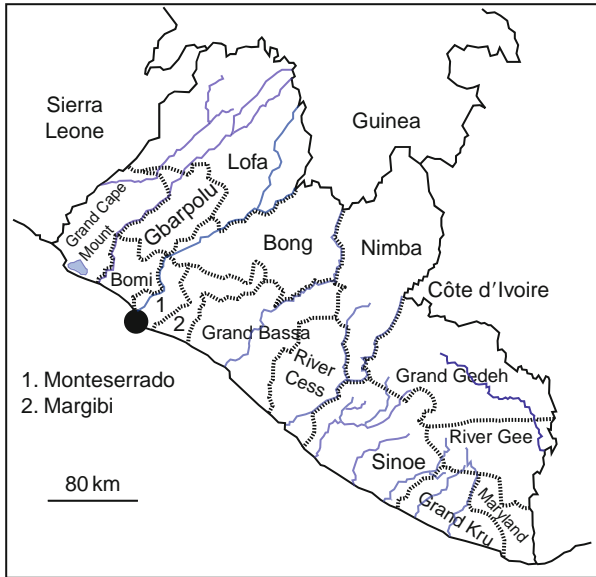 Sierra
Leone
Guinea
Lofa
Grand Cape
Mount
Gbarpolu
Bong
Nimba
Bomi
Côte d'Ivoire
1
2
Grand Bassa
River
Cess
Grand Gedeh
1. Monteserrado
2. Margibi
River Gee
Sinoe
80 km
Grand Kru
Maryland